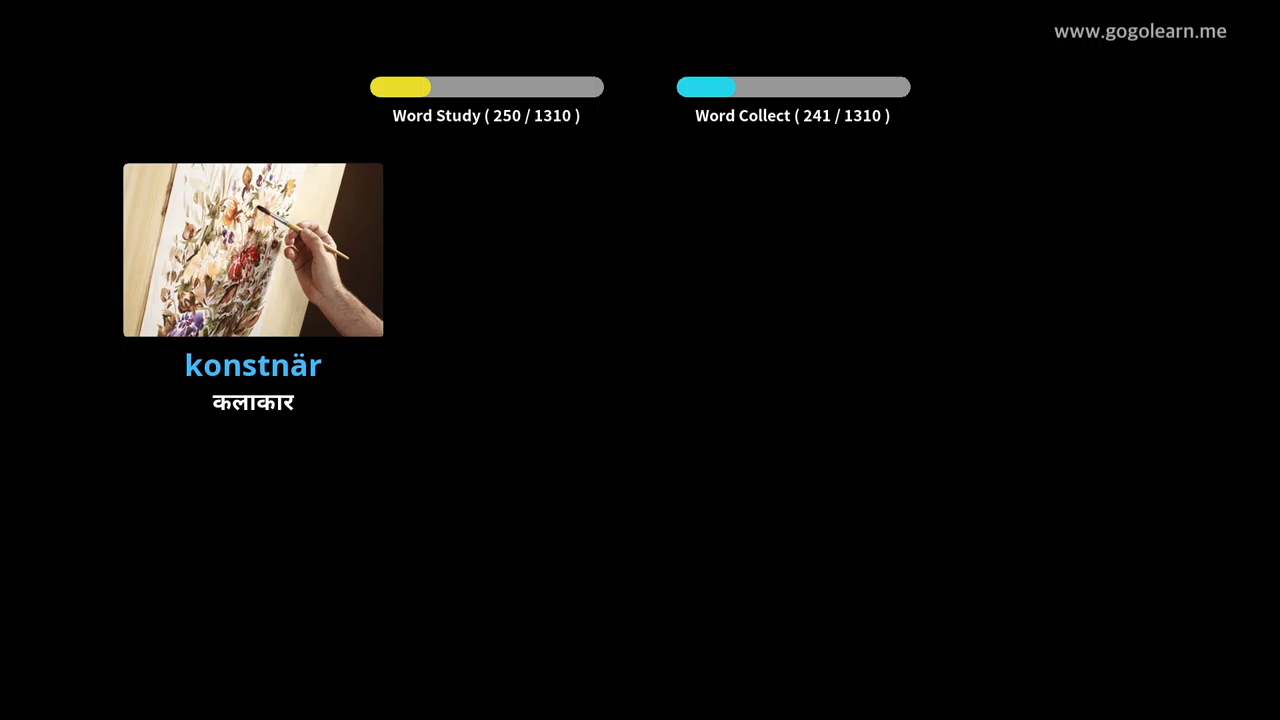 www.gogolearn.me
Word Study ( 250 / 1310 )
Word Collect ( 241 / 1310 )
konstnär
कलाकार